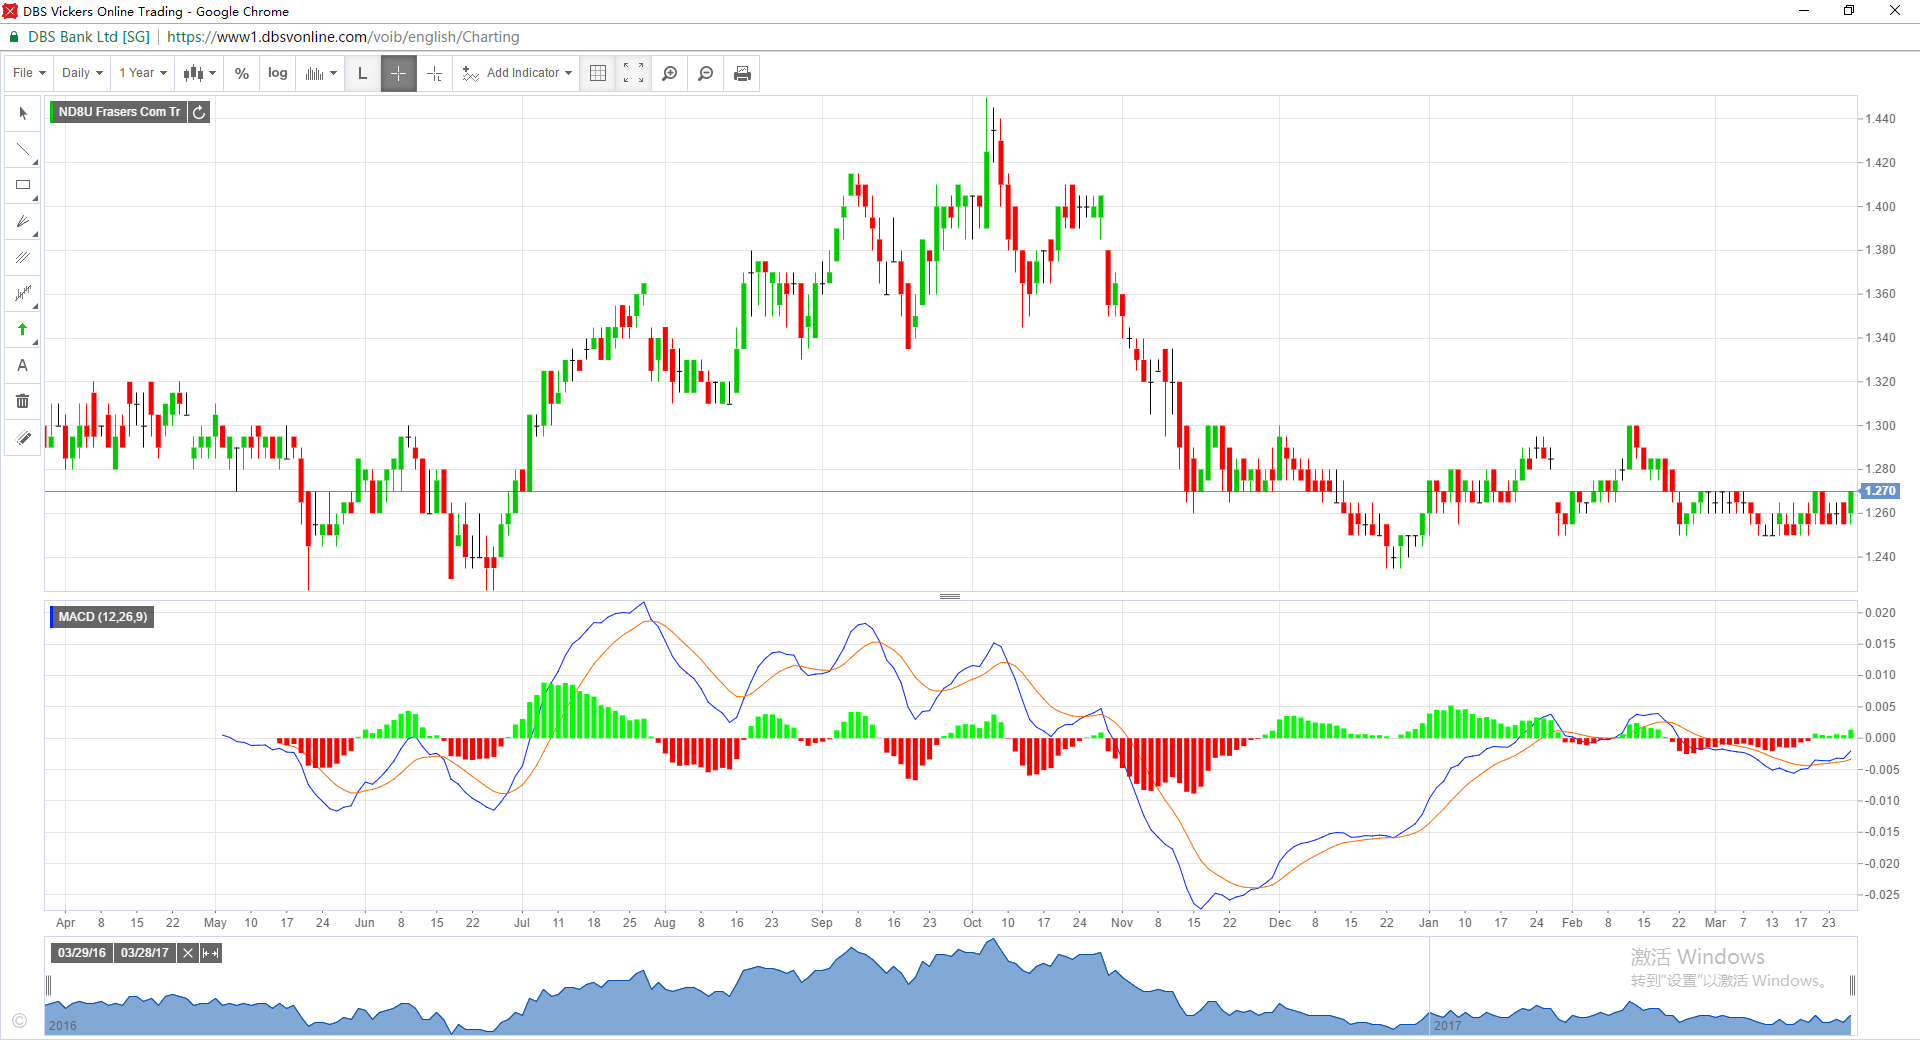 DBS Vickers Online Trading - Google Chrome
DBS Bank Ltd [SG] | https://www1.dbsvonline.com/voib/english/Charting
File Daily 1 Year % log L Add Indicator
A
ND8U Frasers Com Tr
1.440
1.420
1.400
1.380
1.360
1.340
1.320
1.300
1.280
1.270
1.260
1.240
MACD (12,26,9)
0.020
0.015
0.010
0.005
0.000
-0.005
-0.010
-0.015
-0.020
-0.025
Apr 8 15 22 May 10 17 24 Jun 8 15 22 Jul 11 18 25 Aug 8 16 23 Sep 8 16 23 Oct 10 17 24 Nov 8 15 22 Dec 8 15 22 Jan 10 17 24 Feb 8 15 22 Mar 7 13 17 23
03/29/16 03/28/17
激活 Windows
转到“设置”以激活 Windows。
2016 2017
©